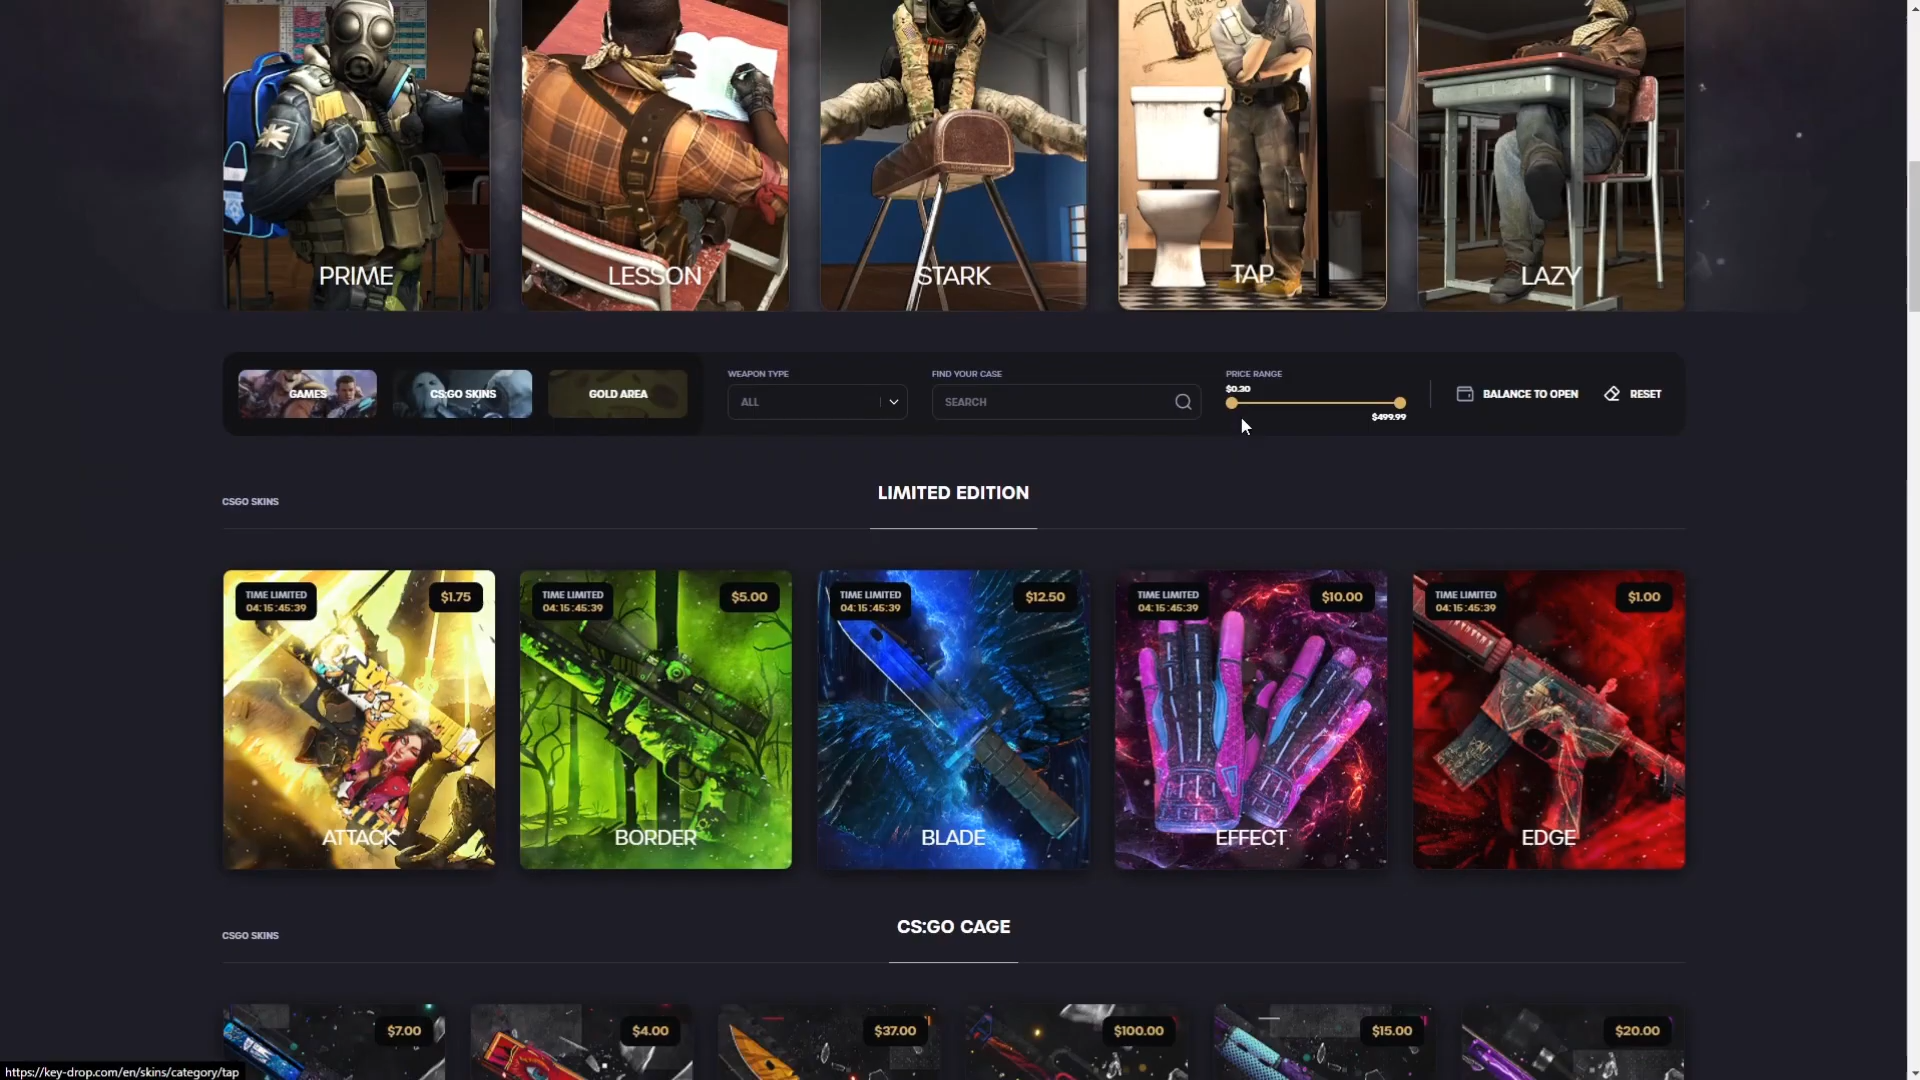 PRIME
LESSON
STARK
TAP
LAZY
GAMES
CS:GO SKINS
GOLD AREA
WEAPON TYPE
ALL
FIND YOUR CASE
SEARCH
PRICE RANGE
$0.30
$499.99
BALANCE TO OPEN
RESET
CSGO SKINS
LIMITED EDITION
TIME LIMITED
04:15:45:39
$1.75
ATTACK
TIME LIMITED
04:15:45:39
$5.00
BORDER
TIME LIMITED
04:15:45:39
$12.50
BLADE
TIME LIMITED
04:15:45:39
$10.00
EFFECT
TIME LIMITED
04:15:45:39
$1.00
EDGE
CSGO SKINS
CS:GO CAGE
$7.00
$4.00
$37.00
$100.00
$15.00
$20.00
https://key-drop.com/en/skins/category/tap